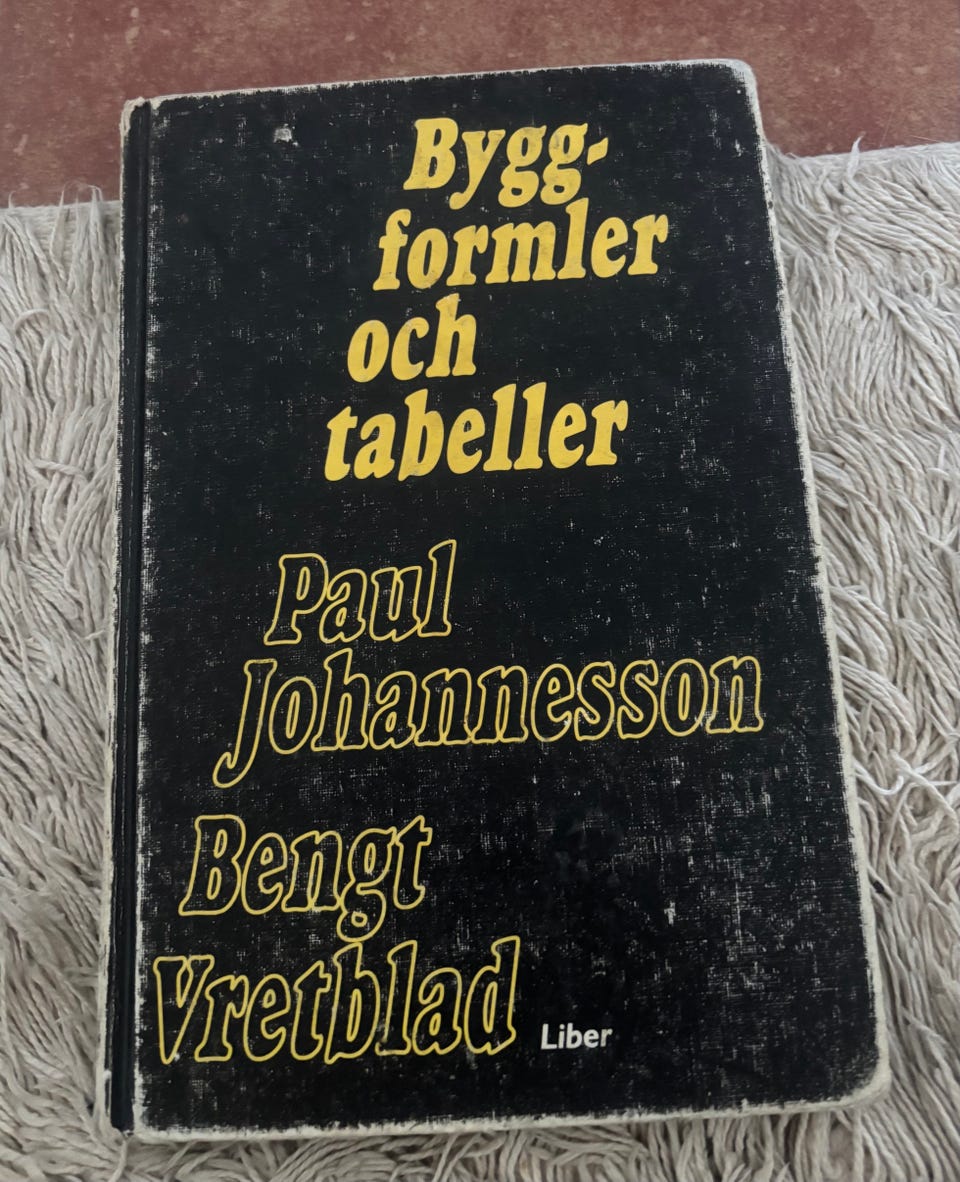 Bygg-
formler
och
tabeller
Paul
Johannesson
Bengt
Vretblad
Liber